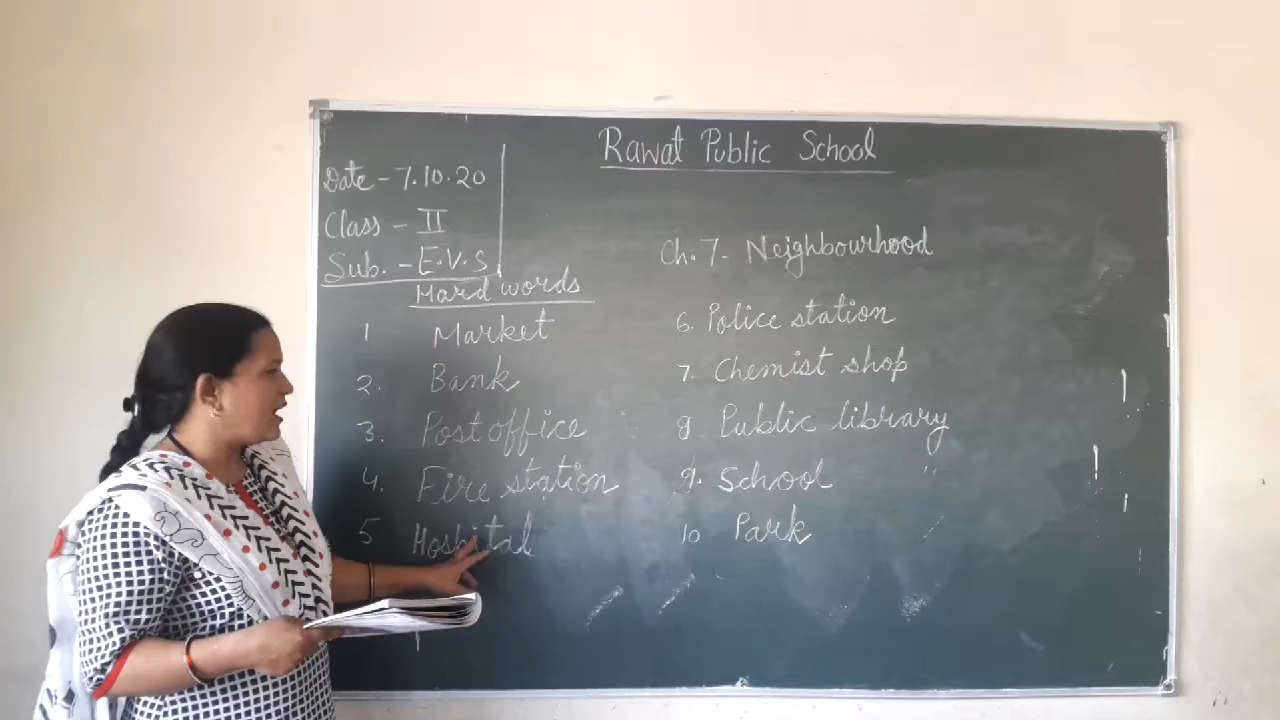 Rawat Public School
Date - 7.10.20
Class - II
Sub. - E.V.S
Ch. 7. Neighbourhood
Hard words
1 Market
2. Bank
3. Post office
4. Fire station
5 Hospital
6. Police station
7. Chemist shop
8 Public library
9. School
10 Park